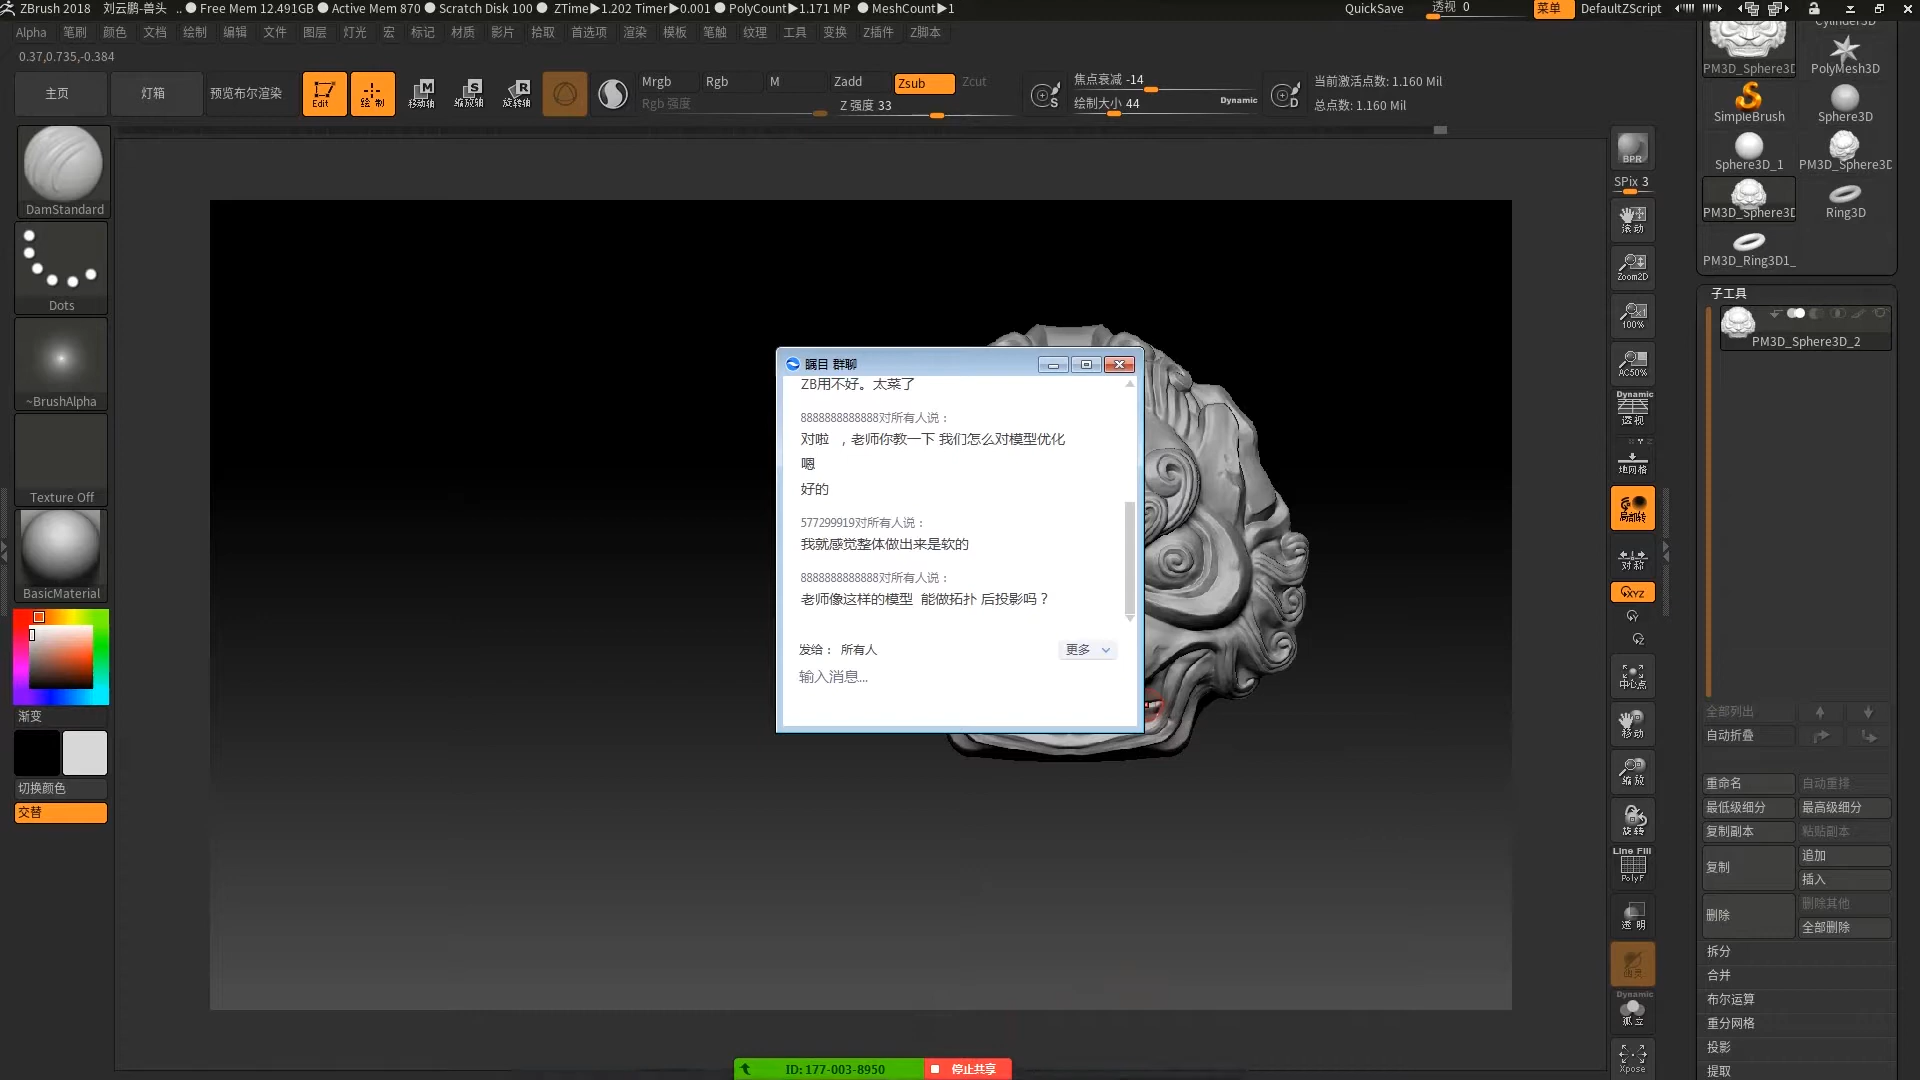 ZBrush 2018 刘云鹏-兽头 .. ● Free Mem 12.491GB ● Active Mem 870 ● Scratch Disk 100 ● ZTime▶1.202 Timer▶0.001 ● PolyCount▶1.171 MP ● MeshCount▶1
QuickSave 透视 0 菜单 DefaultZScript
Alpha 笔刷 颜色 文档 绘制 编辑 文件 图层 灯光 宏 标记 材质 影片 拾取 首选项 渲染 模板 笔触 纹理 工具 变换 Z插件 Z脚本
0.37,0.735,-0.384
主页 灯箱 预览布尔渲染
Edit 绘制 移动轴 缩放轴 旋转轴
Mrgb Rgb M Zadd Zsub Zcut
Rgb 强度 Z 强度 33
焦点衰减 -14
绘制大小 44 Dynamic
当前激活点数: 1.160 Mil
总点数: 1.160 Mil
DamStandard
Dots
~BrushAlpha
Texture Off
BasicMaterial
渐变
切换颜色
交替
瞩目 群聊
ZB用不好。太菜了
8888888888888对所有人说：
对啦 ，老师你教一下 我们怎么对模型优化
嗯
好的
577299919对所有人说：
我就感觉整体做出来是软的
8888888888888对所有人说：
老师像这样的模型 能做拓扑 后投影吗？
发给： 所有人 更多
输入消息...
ID: 177-003-8950 停止共享
BPR
SPix 3
滚动
Zoom2D
100%
AC50%
Dynamic
透视
地网格
局部转
对称
XYZ
Y
Z
中心点
移动
缩放
旋转
Line Fill
PolyF
透明
幽灵
Dynamic
孤立
Xpose
Cylinder3D
PM3D_Sphere3D PolyMesh3D
SimpleBrush Sphere3D
Sphere3D_1 PM3D_Sphere3D
PM3D_Sphere3D Ring3D
PM3D_Ring3D1_
子工具
PM3D_Sphere3D_2
全部列出
自动折叠
重命名 自动重排
最低级细分 最高级细分
复制副本 粘贴副本
复制 追加
插入
删除 删除其他
全部删除
拆分
合并
布尔运算
重分网格
投影
提取